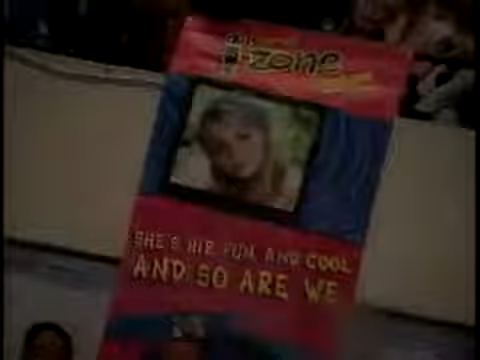 i-zone
SHE'S HIP, FUN, AND COOL
AND SO ARE WE